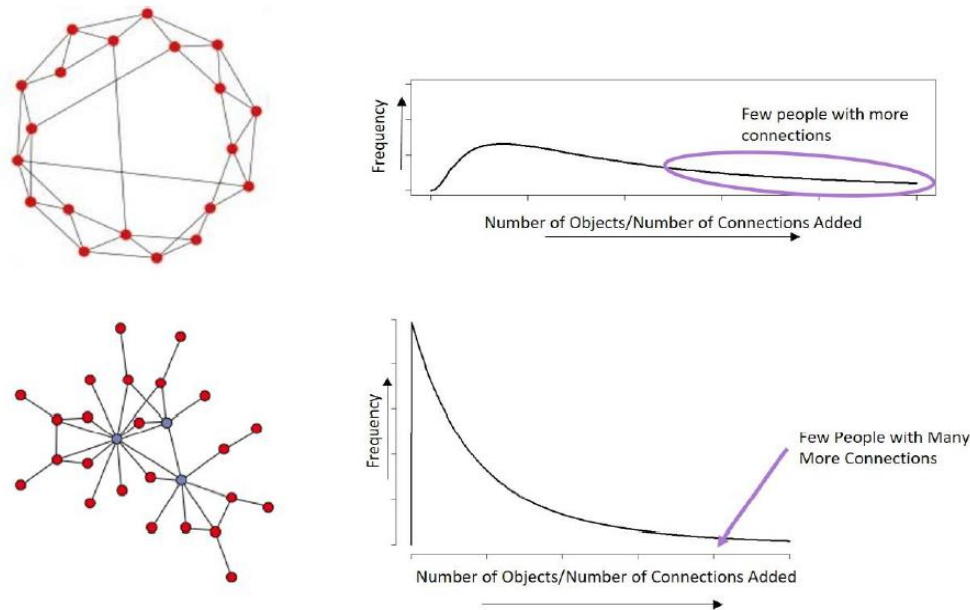 Few people with more
connections
Frequency
Number of Objects/Number of Connections Added
Few People with Many
More Connections
Frequency
Number of Objects/Number of Connections Added